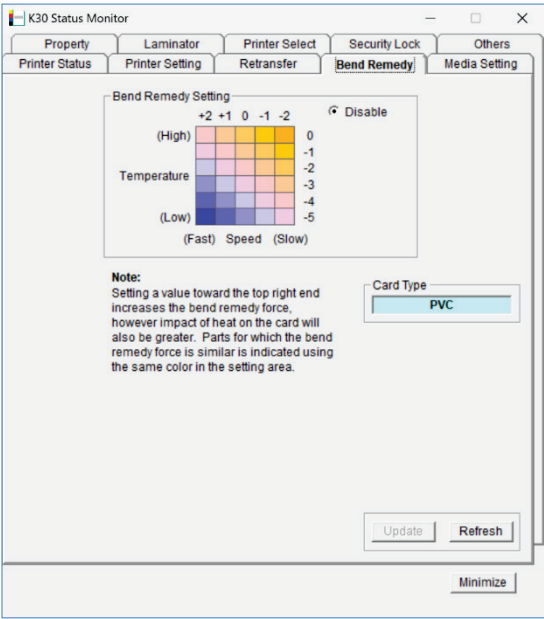 K30 Status Monitor
Property Laminator Printer Select Security Lock Others
Printer Status Printer Setting Retransfer Bend Remedy Media Setting
Bend Remedy Setting
+2 +1 0 -1 -2 Disable
(High) 0
-1
-2
Temperature -3
-4
(Low) -5
(Fast) Speed (Slow)
Note:
Setting a value toward the top right end
increases the bend remedy force,
however impact of heat on the card will
also be greater. Parts for which the bend
remedy force is similar is indicated using
the same color in the setting area.
Card Type
PVC
Update Refresh
Minimize